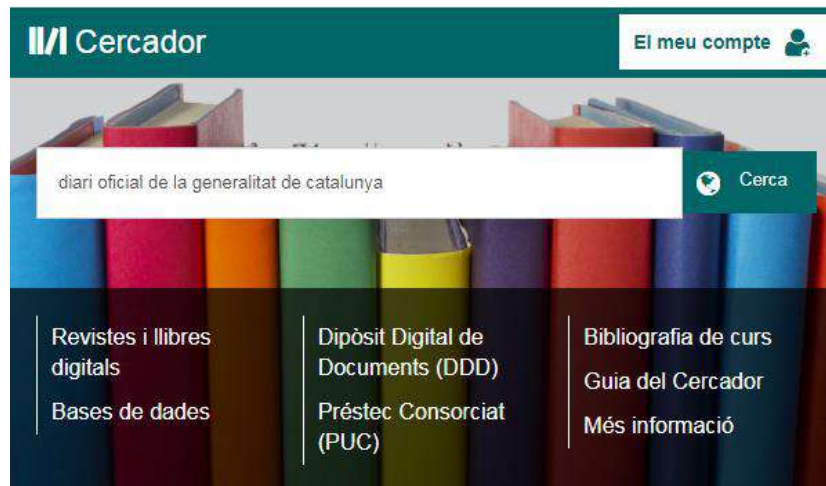 Cercador
El meu compte
diari oficial de la generalitat de catalunya
Cerca
Revistes i llibres
digitals
Bases de dades
Dipòsit Digital de
Documents (DDD)
Préstec Consorciat
(PUC)
Bibliografia de curs
Guia del Cercador
Més informació